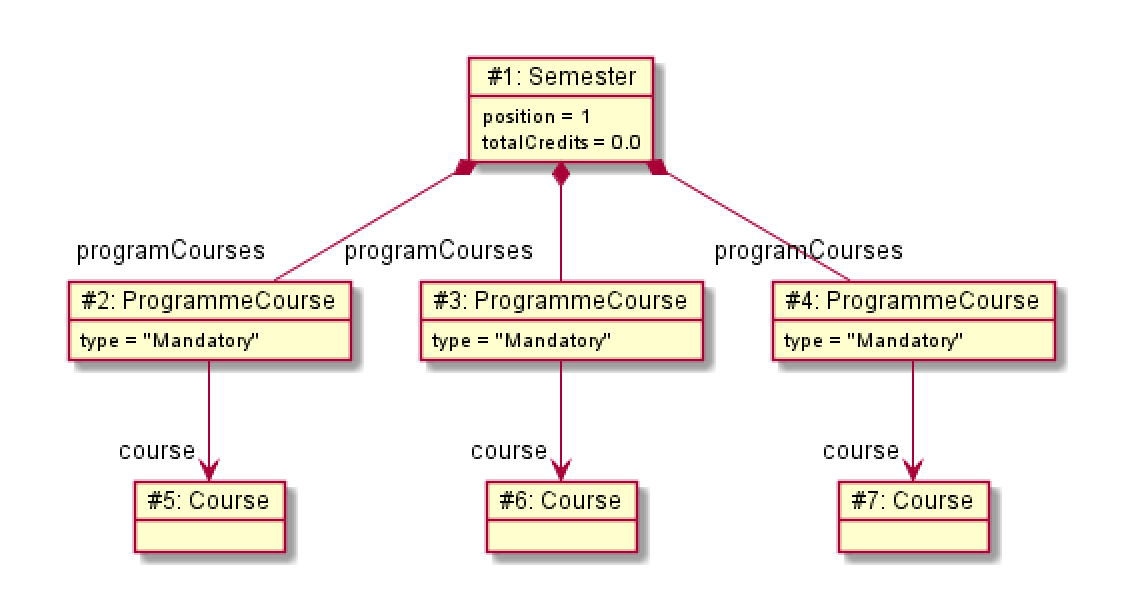 #1: Semester
position = 1
totalCredits = 0.0
programCourses
programCourses
programCourses
#2: ProgrammeCourse
type = "Mandatory"
#3: ProgrammeCourse
type = "Mandatory"
#4: ProgrammeCourse
type = "Mandatory"
course
course
course
#5: Course
#6: Course
#7: Course